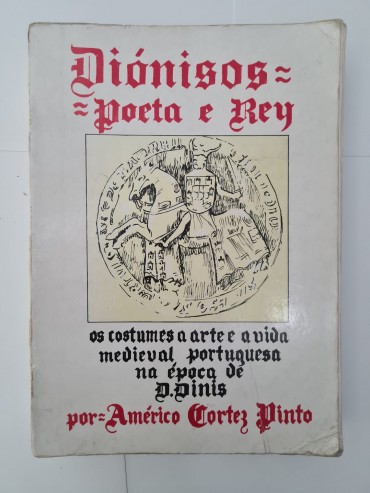 Diónisos=
=Poeta e Rey
os costumes a arte e a vida
medieval portuguesa
na época de
D. Dinis
por=Américo Cortez Pinto